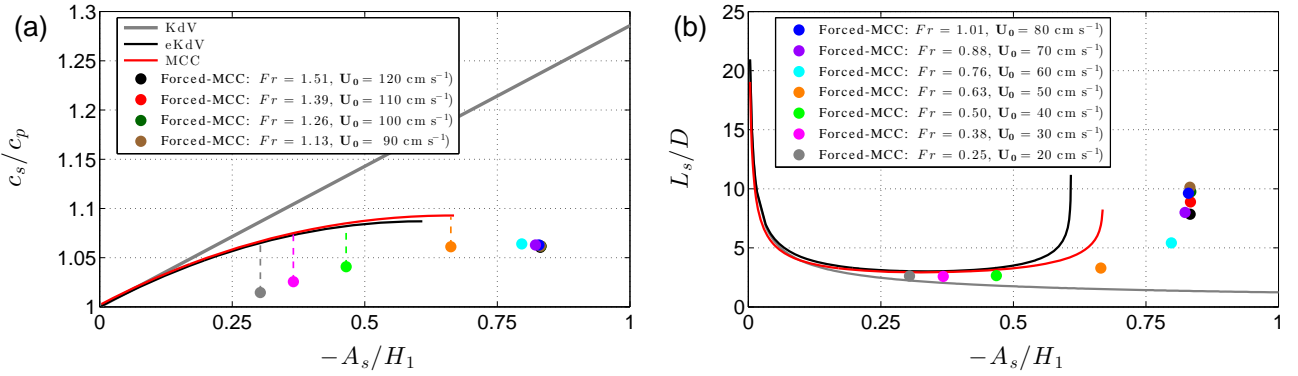 (a)
1.3
1.25
1.2
1.15
1.1
1.05
1
c_s/c_p
KdV
eKdV
MCC
Forced-MCC: Fr = 1.51, U_0 = 120 cm s^{-1})
Forced-MCC: Fr = 1.39, U_0 = 110 cm s^{-1})
Forced-MCC: Fr = 1.26, U_0 = 100 cm s^{-1})
Forced-MCC: Fr = 1.13, U_0 = 90 cm s^{-1})
0 0.25 0.5 0.75 1
−A_s/H_1
(b)
25
20
15
10
5
0
L_s/D
Forced-MCC: Fr = 1.01, U_0 = 80 cm s^{-1})
Forced-MCC: Fr = 0.88, U_0 = 70 cm s^{-1})
Forced-MCC: Fr = 0.76, U_0 = 60 cm s^{-1})
Forced-MCC: Fr = 0.63, U_0 = 50 cm s^{-1})
Forced-MCC: Fr = 0.50, U_0 = 40 cm s^{-1})
Forced-MCC: Fr = 0.38, U_0 = 30 cm s^{-1})
Forced-MCC: Fr = 0.25, U_0 = 20 cm s^{-1})
0 0.25 0.5 0.75 1
−A_s/H_1